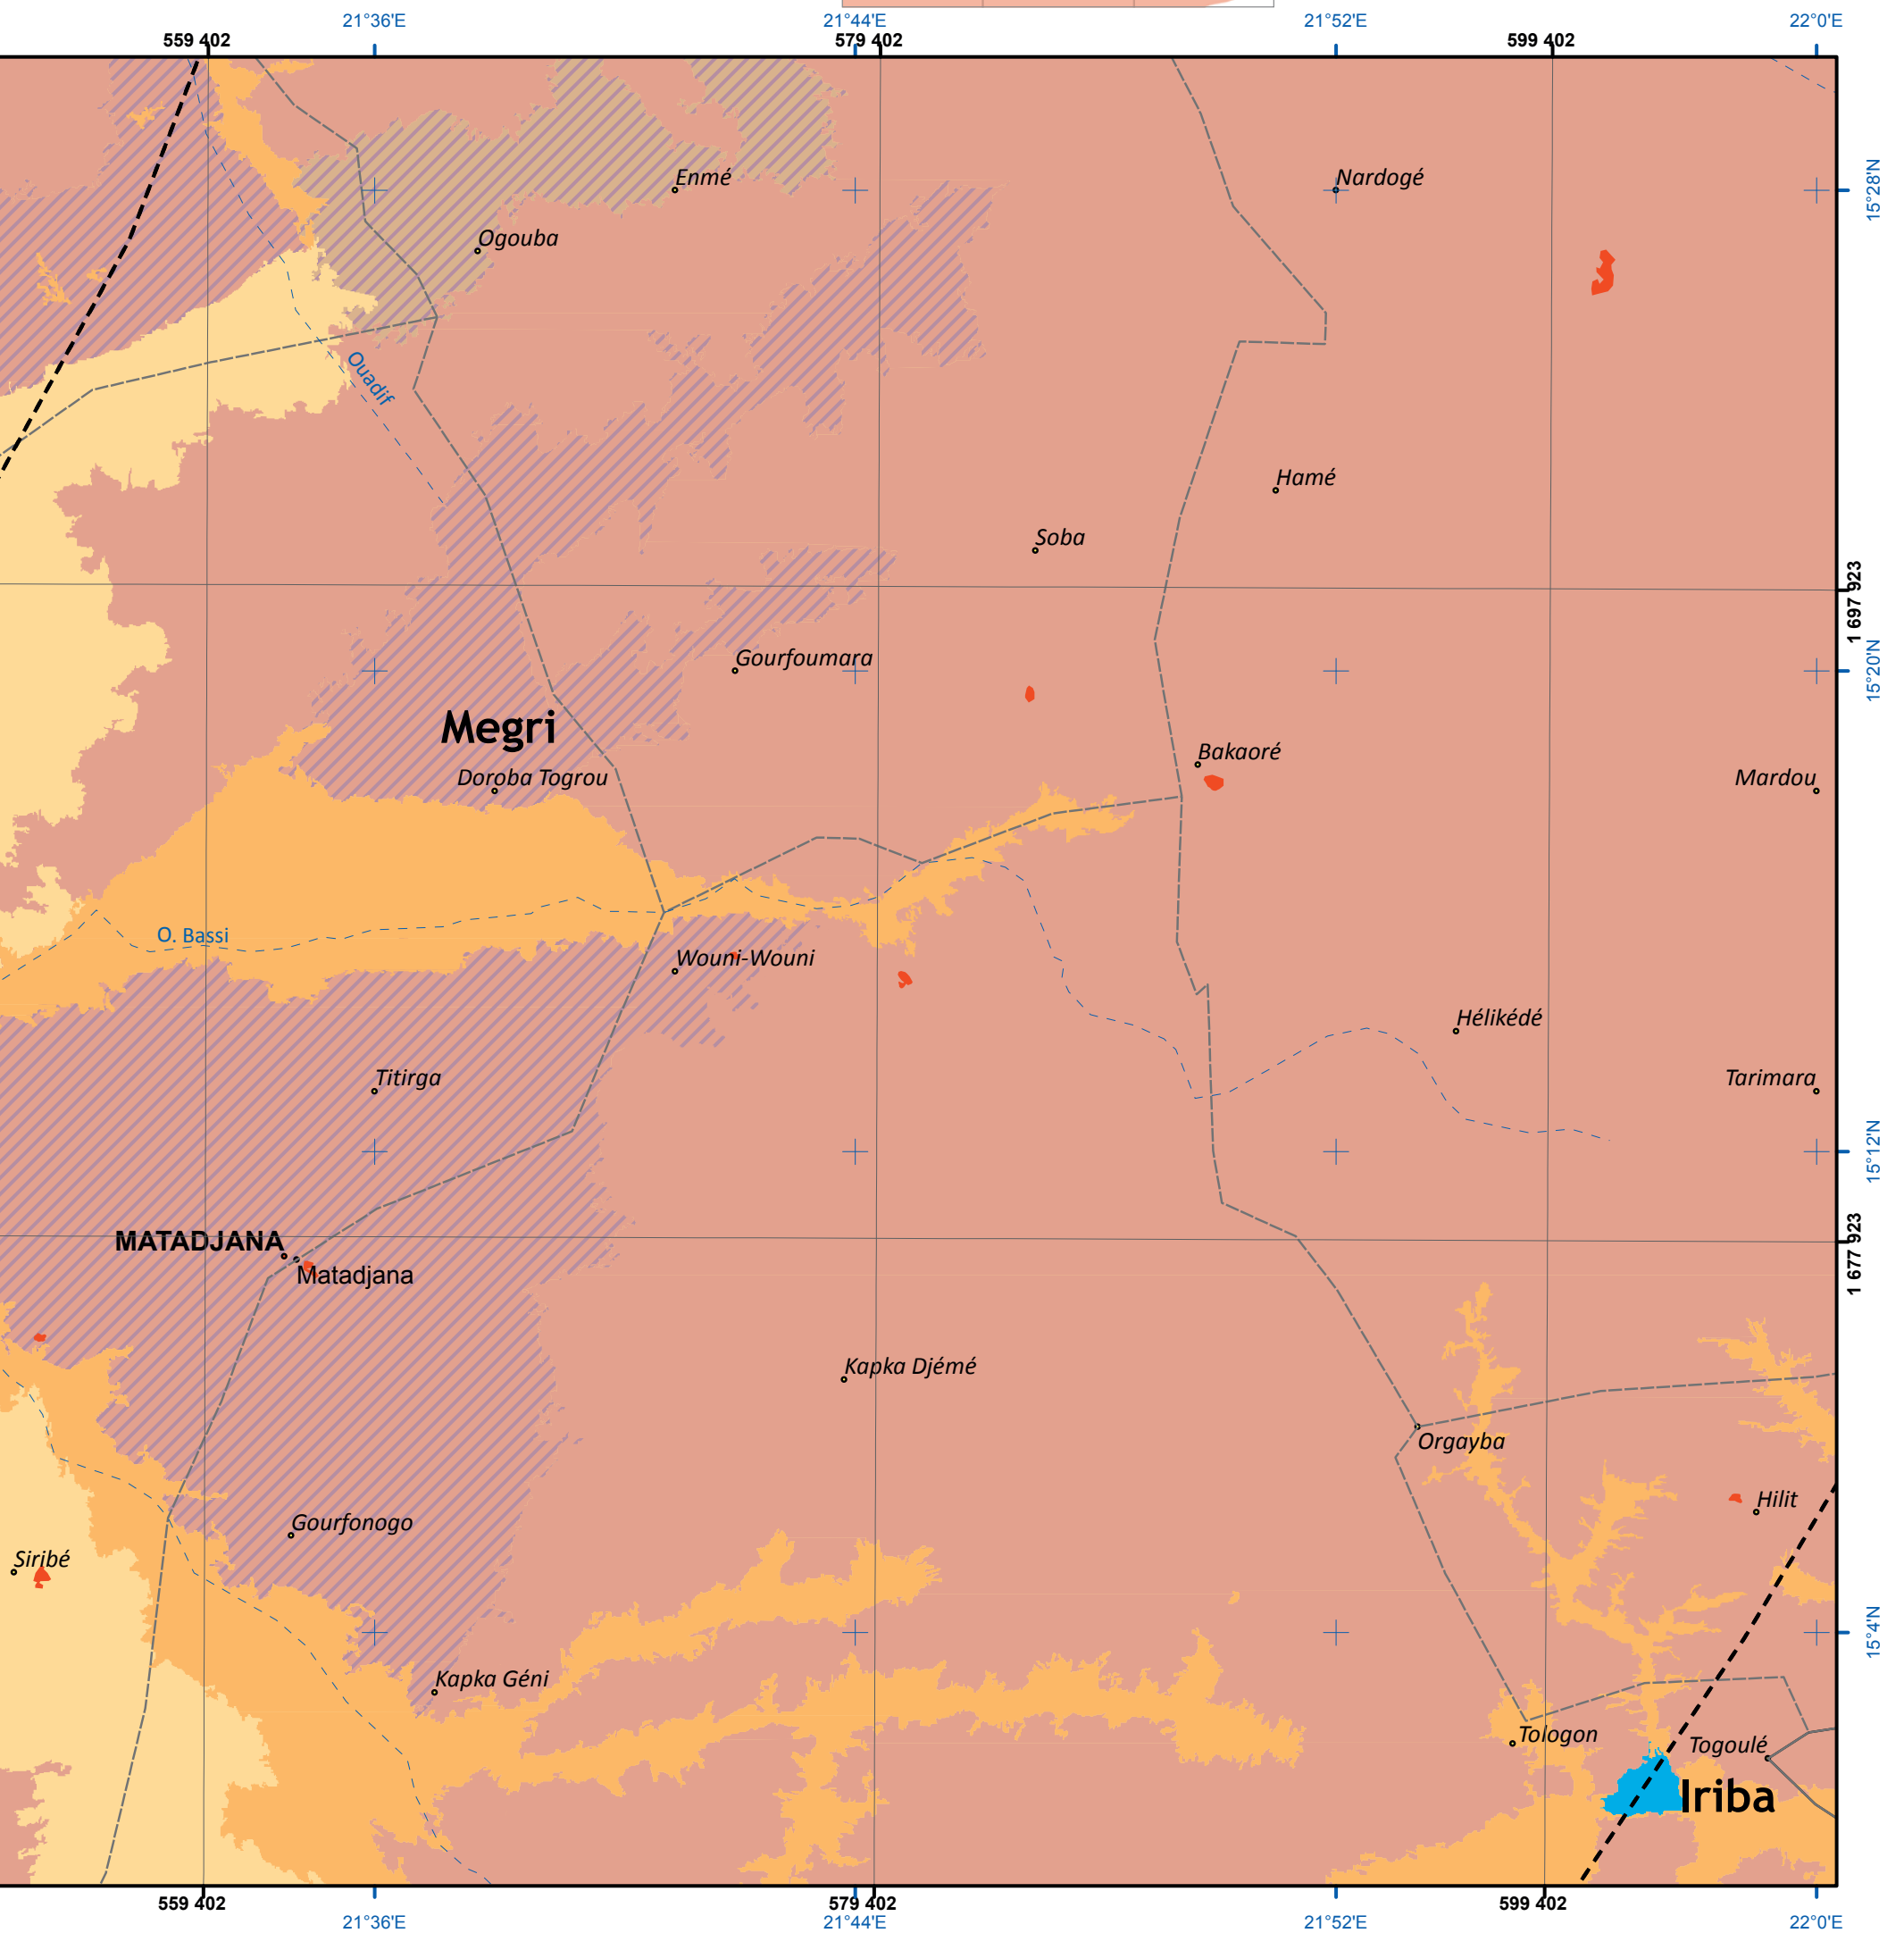 21°36'E
21°44'E
21°52'E
22°0'E
559 402
579 402
599 402
Enmé
Nardogé
15°28'N
Ogouba
Ouadif
Hamé
Soba
1 697 923
Gourfoumara
15°20'N
Megri
Bakaoré
Doroba Togrou
Mardou
O. Bassi
Wouni-Wouni
Hélikédé
Titirga
Tarimara
15°12'N
MATADJANA
Matadjana
1 677 923
Kapka Djémé
Orgayba
Hilit
Gourfonogo
Siribé
15°4'N
Kapka Géni
Tologon
Togoulé
Iriba
559 402
579 402
599 402
21°36'E
21°44'E
21°52'E
22°0'E